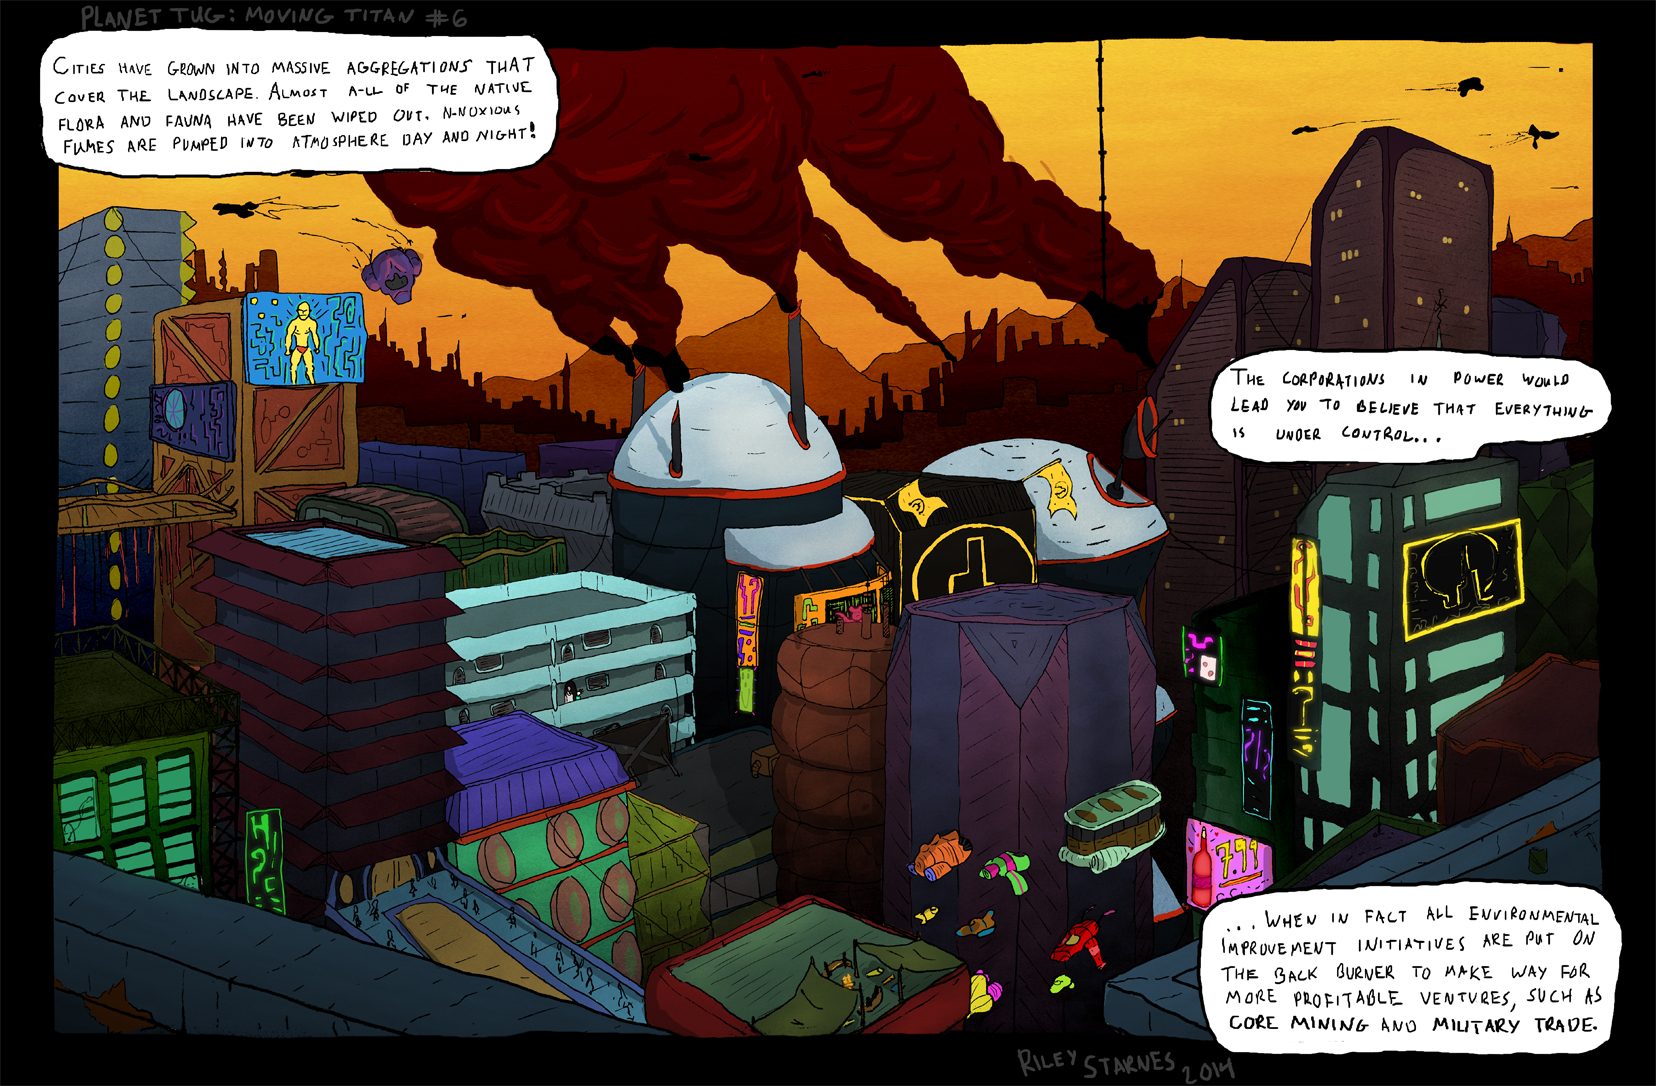 PLANET TUG: MOVING TITAN #6
CITIES HAVE GROWN INTO MASSIVE AGGREGATIONS THAT
COVER THE LANDSCAPE. ALMOST A-LL OF THE NATIVE
FLORA AND FAUNA HAVE BEEN WIPED OUT. N-NOXIOUS
FUMES ARE PUMPED INTO ATMOSPHERE DAY AND NIGHT!
THE CORPORATIONS IN POWER WOULD
LEAD YOU TO BELIEVE THAT EVERYTHING
IS UNDER CONTROL...
7.99
...WHEN IN FACT ALL ENVIRONMENTAL
IMPROVEMENT INITIATIVES ARE PUT ON
THE BACK BURNER TO MAKE WAY FOR
MORE PROFITABLE VENTURES, SUCH AS
CORE MINING AND MILITARY TRADE.
RILEY STARNES 2014